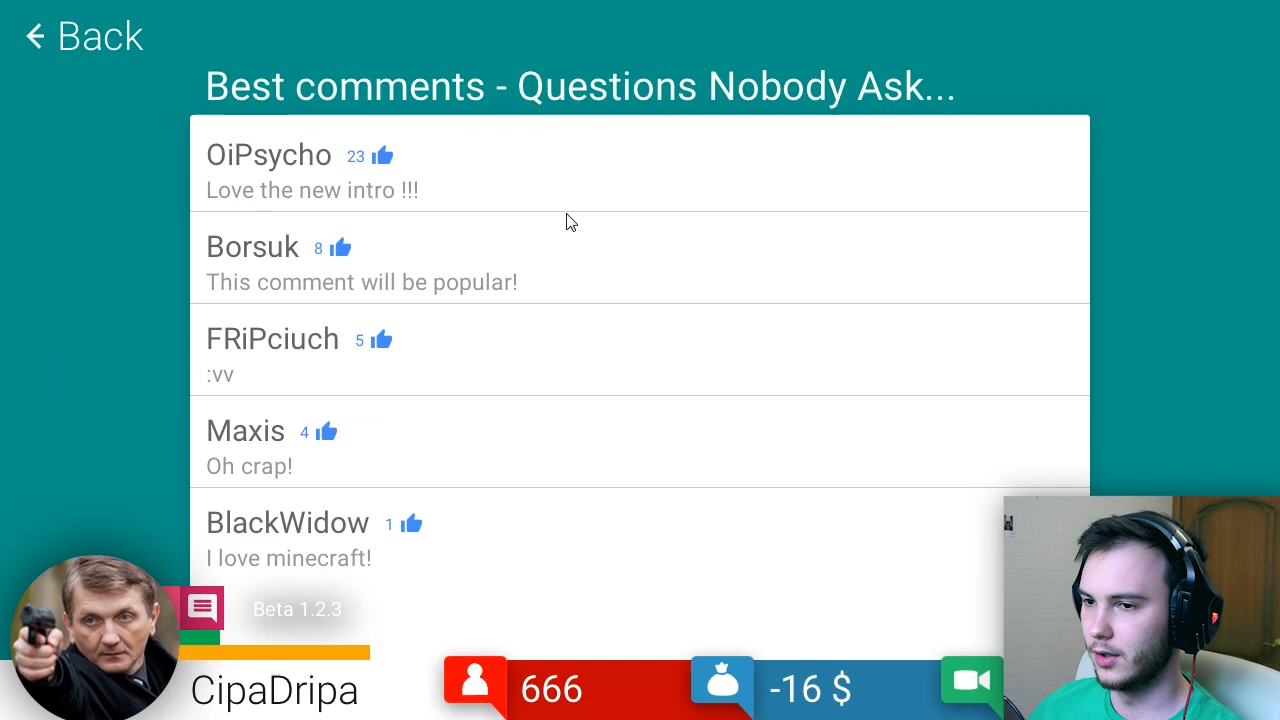 Back
Best comments - Questions Nobody Ask...
OiPsycho 23
Love the new intro !!!
Borsuk 8
This comment will be popular!
FRiPciuch 5
:vv
Maxis 4
Oh crap!
BlackWidow 1
I love minecraft!
Beta 1.2.3
CipaDripa
666
-16 $